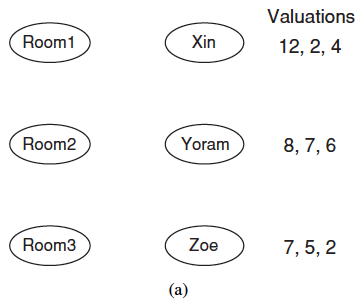 Valuations
Room1 Xin 12, 2, 4
Room2 Yoram 8, 7, 6
Room3 Zoe 7, 5, 2
(a)